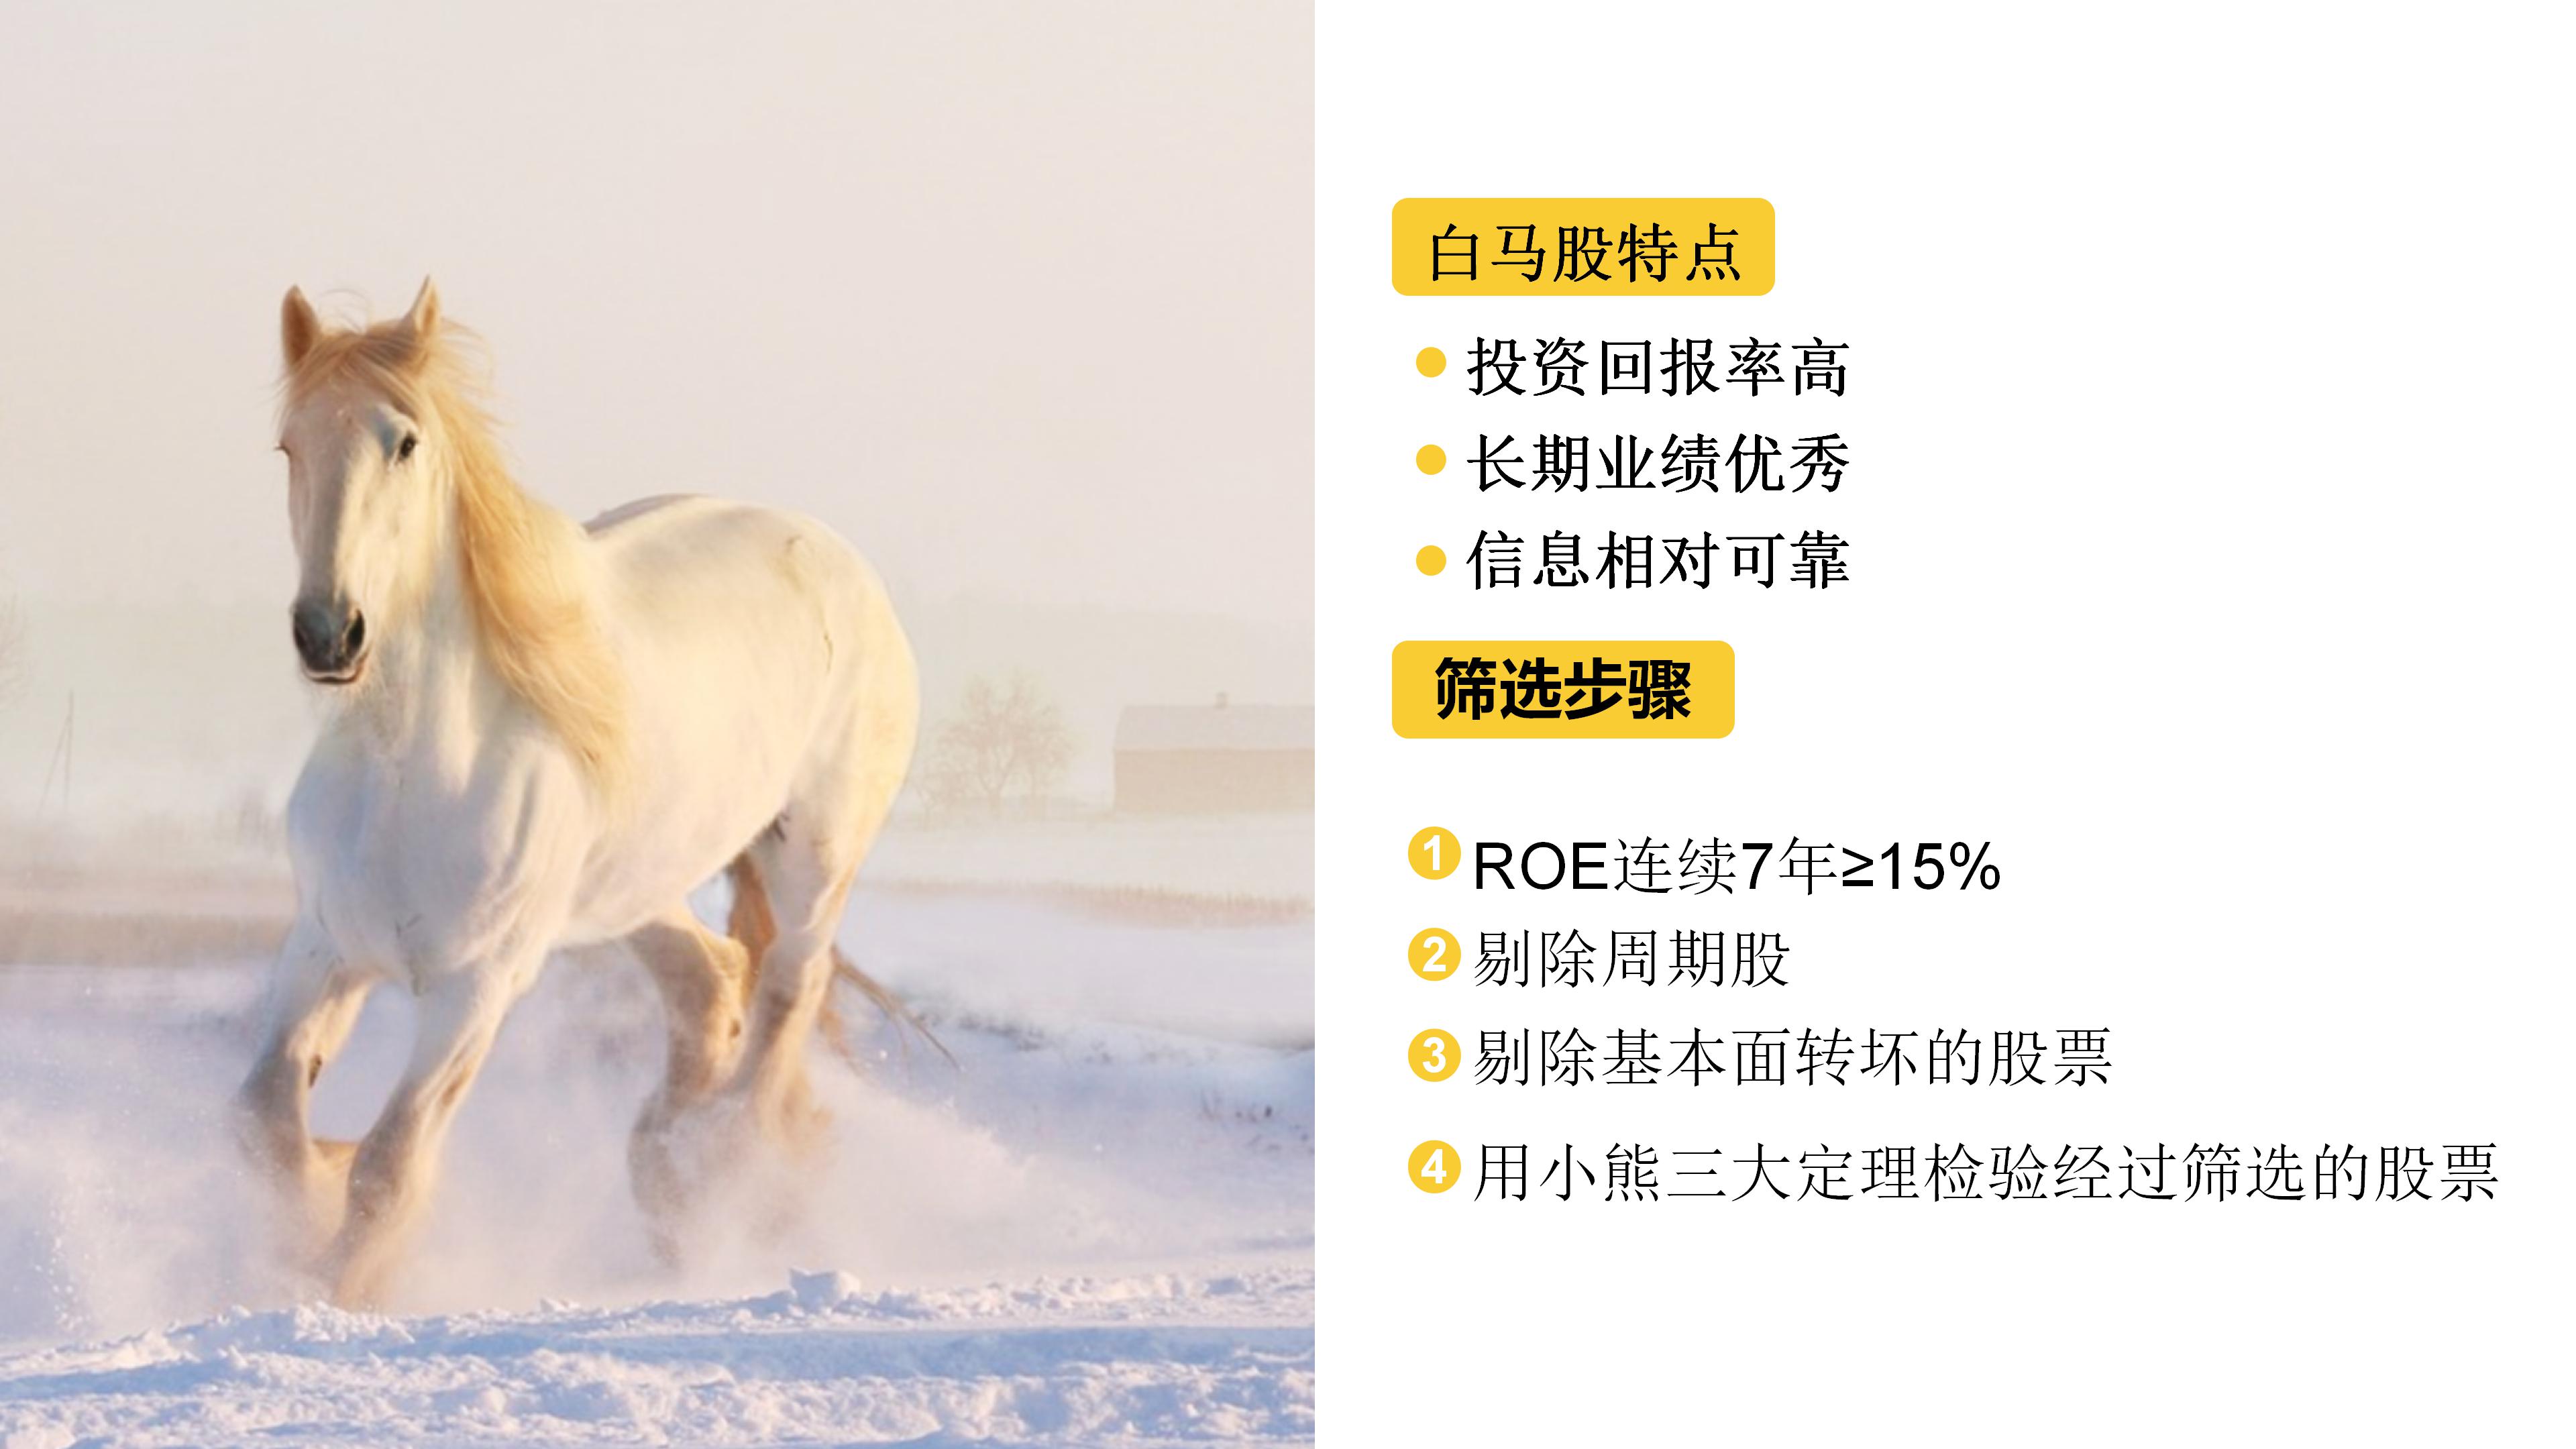 白马股特点
投资回报率高
长期业绩优秀
信息相对可靠
筛选步骤
1 ROE连续7年≥15%
2 剔除周期股
3 剔除基本面转坏的股票
4 用小熊三大定理检验经过筛选的股票